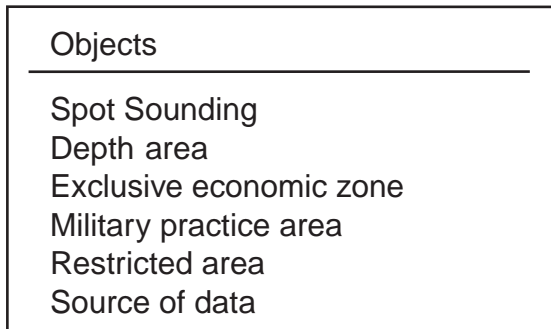 Objects
Spot Sounding
Depth area
Exclusive economic zone
Military practice area
Restricted area
Source of data